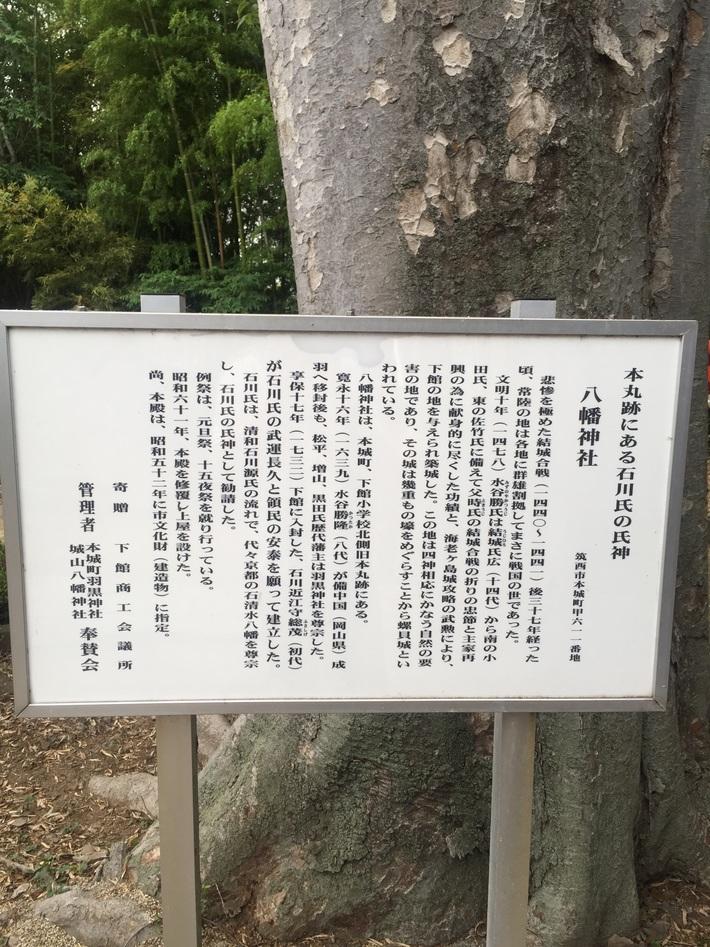 本丸跡にある石川氏の氏神
八幡神社
筑西市本城町甲六一一番地
悲惨を極めた結城合戦(一四四〇~一四四一)後三十七年経った
頃、常陸の地は各地に群雄割拠してまさに戦国の世であった。
文明十年(一四七八)水谷勝氏は結城氏広(十四代)から南の小
田氏、東の佐竹氏に備えて父時氏の結城合戦の折りの忠節と主家再
興の為に献身的に尽くした功績と、海老ヶ島城攻略の武勲により、
下館の地を与えられ築城した。この地は四神相応にかなう自然の要
害の地であり、その城は幾重もの壕をめぐらすことから螺貝城とい
われている。
八幡神社は、本城町、下館小学校北側旧本丸跡にある。
寛永十六年(一六三九)水谷勝隆(八代)が備中国(岡山県)成
羽へ移封後も、松平、増山、黒田氏歴代藩主は羽黒神社を尊宗した。
享保十七年(一七三二)下館に入封した、石川近江守総茂(初代)
が石川氏の武運長久と領民の安泰を願って建立した。
石川氏は、清和石川源氏の流れで、代々京都の石清水八幡を尊宗
し、石川氏の氏神として勧請した。
例祭は、元旦祭、十五夜祭を就り行っている。
昭和六十一年、本殿を修覆し上屋を設けた。
尚、本殿は、昭和五十二年に市文化財(建造物)に指定。
寄贈 下館商工会議所
管理者 本城町羽黒神社 城山八幡神社 奉賛会